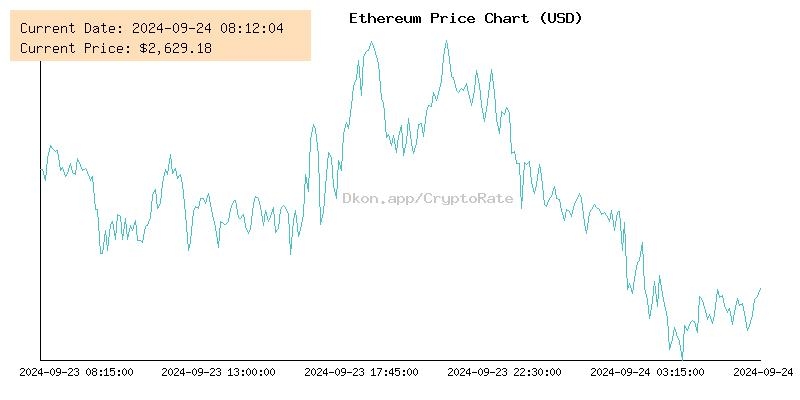 Ethereum Price Chart (USD)
Current Date: 2024-09-24 08:12:04
Current Price: $2,629.18
Dkon.app/CryptoRate
2024-09-23 08:15:00 2024-09-23 13:00:00 2024-09-23 17:45:00 2024-09-23 22:30:00 2024-09-24 03:15:00 2024-09-24